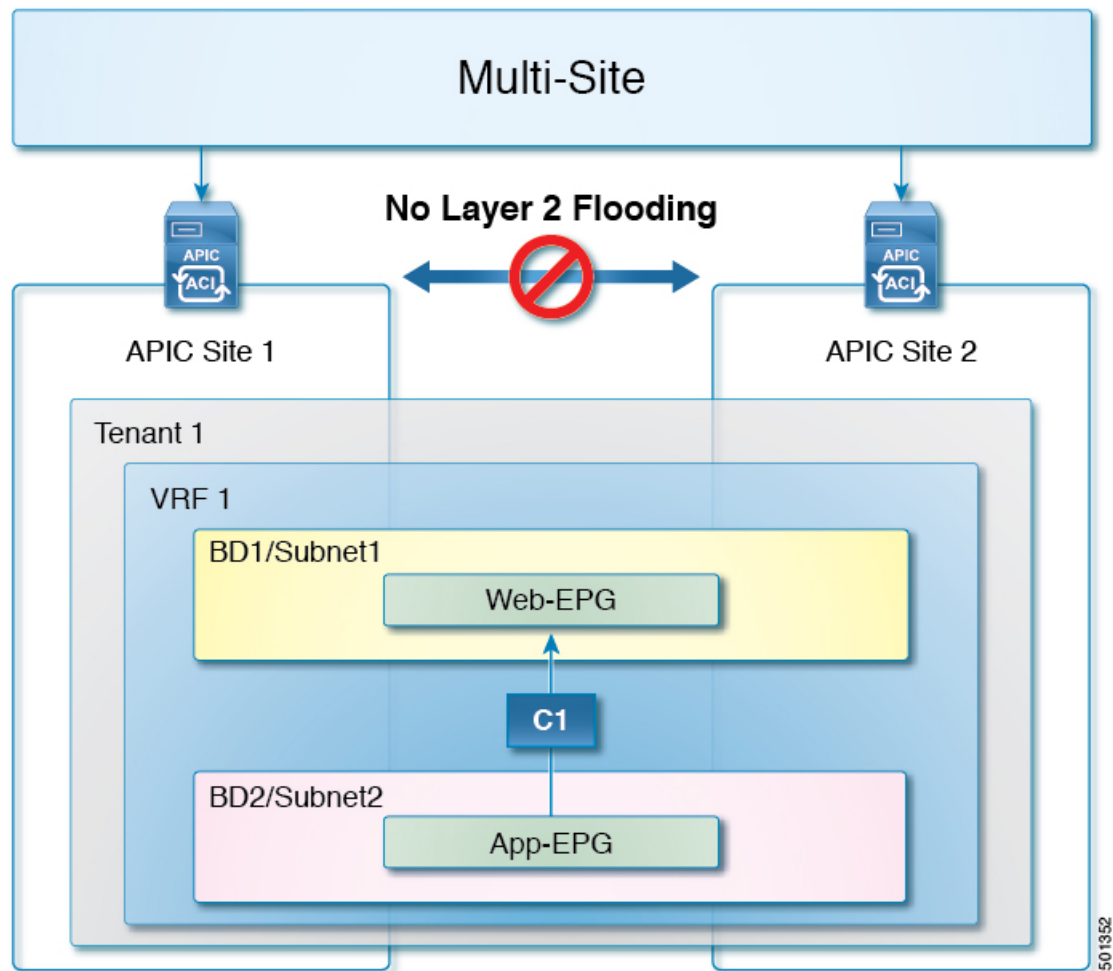 Multi-Site
No Layer 2 Flooding
APIC
ACI
APIC
ACI
APIC Site 1
APIC Site 2
Tenant 1
VRF 1
BD1/Subnet1
Web-EPG
C1
BD2/Subnet2
App-EPG
501352